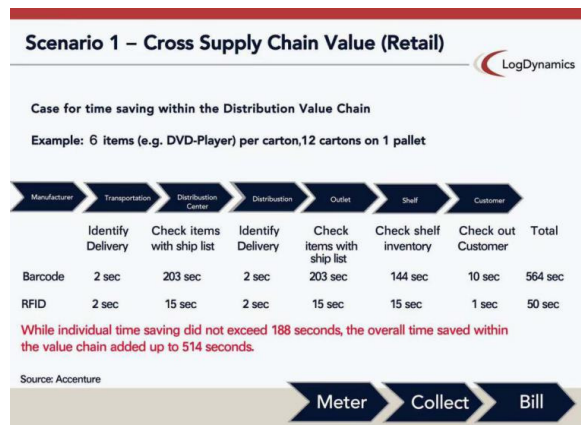 Scenario 1 – Cross Supply Chain Value (Retail)
LogDynamics
Case for time saving within the Distribution Value Chain
Example: 6 items (e.g. DVD-Player) per carton,12 cartons on 1 pallet
Manufacturer Transportation Distribustion Distribustion Outlet Shelf Customer
Center
Identify Check items Identify Check Check shelf Check out Total
Delivery with ship list Delivery items with inventory Customer
ship list
Barcode 2 sec 203 sec 2 sec 203 sec 144 sec 10 sec 564 sec
RFID 2 sec 15 sec 2 sec 15 sec 15 sec 1 sec 50 sec
While individual time saving did not exceed 188 seconds, the overall time saved within
the value chain added up to 514 seconds.
Source: Accenture
Meter Collect Bill